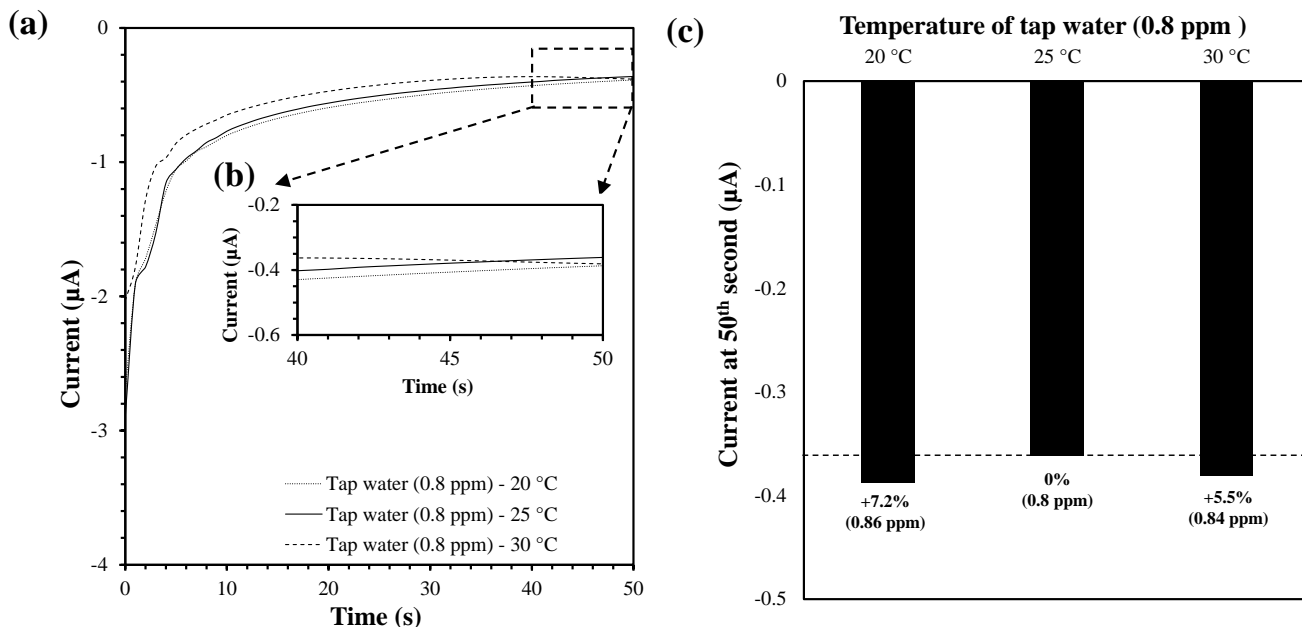 (a)
0
-1
-2
-3
-4
Current (µA)
0
10
20
30
40
50
Time (s)
Tap water (0.8 ppm) - 20 °C
Tap water (0.8 ppm) - 25 °C
Tap water (0.8 ppm) - 30 °C
(b)
-0.2
-0.4
-0.6
Current (µA)
40
45
50
Time (s)
(c)
Temperature of tap water (0.8 ppm )
20 °C
25 °C
30 °C
0
-0.1
-0.2
-0.3
-0.4
-0.5
Current at 50th second (µA)
+7.2%
(0.86 ppm)
0%
(0.8 ppm)
+5.5%
(0.84 ppm)